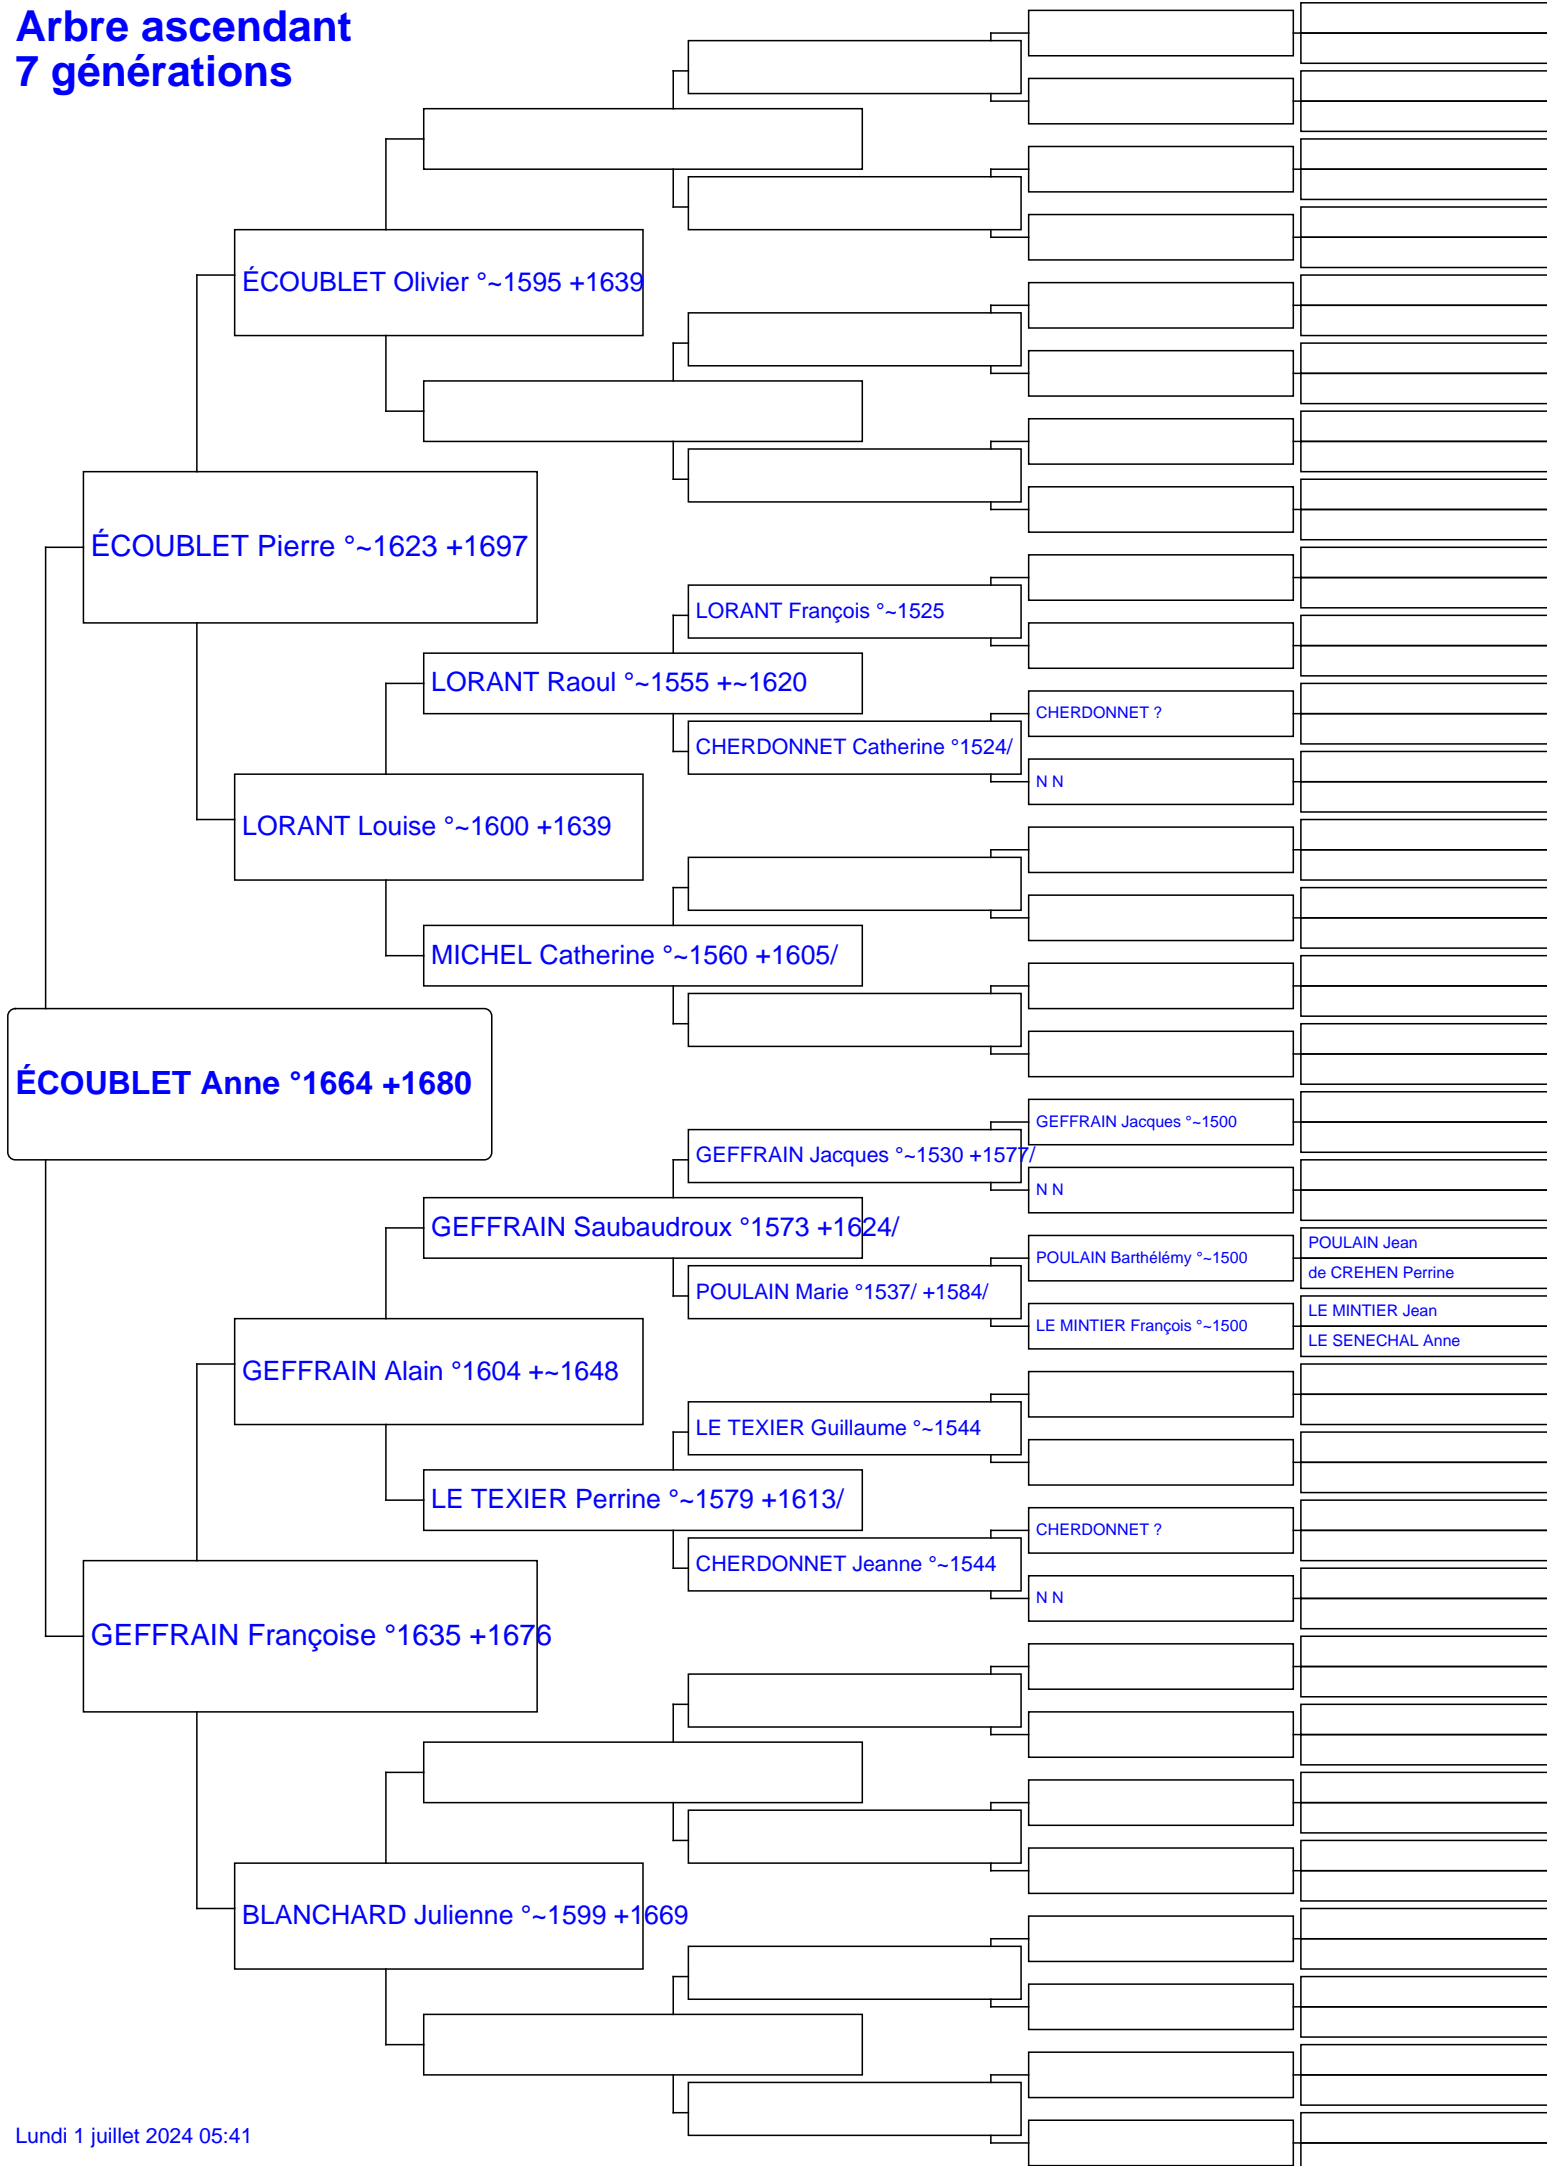 Arbre ascendant
7 générations
ÉCOUBLET Olivier °~1595 +1639
ÉCOUBLET Pierre °~1623 +1697
LORANT François °~1525
LORANT Raoul °~1555 +~1620
CHERDONNET ?
CHERDONNET Catherine °1524/
N N
LORANT Louise °~1600 +1639
MICHEL Catherine °~1560 +1605/
ÉCOUBLET Anne °1664 +1680
GEFFRAIN Jacques °~1500
GEFFRAIN Jacques °~1530 +1577/
N N
GEFFRAIN Saubaudroux °1573 +1624/
POULAIN Jean
POULAIN Barthélémy °~1500
de CREHEN Perrine
POULAIN Marie °1537/ +1584/
LE MINTIER Jean
LE MINTIER François °~1500
LE SENECHAL Anne
GEFFRAIN Alain °1604 +~1648
LE TEXIER Guillaume °~1544
LE TEXIER Perrine °~1579 +1613/
CHERDONNET ?
CHERDONNET Jeanne °~1544
N N
GEFFRAIN Françoise °1635 +1676
BLANCHARD Julienne °~1599 +1669
Lundi 1 juillet 2024 05:41